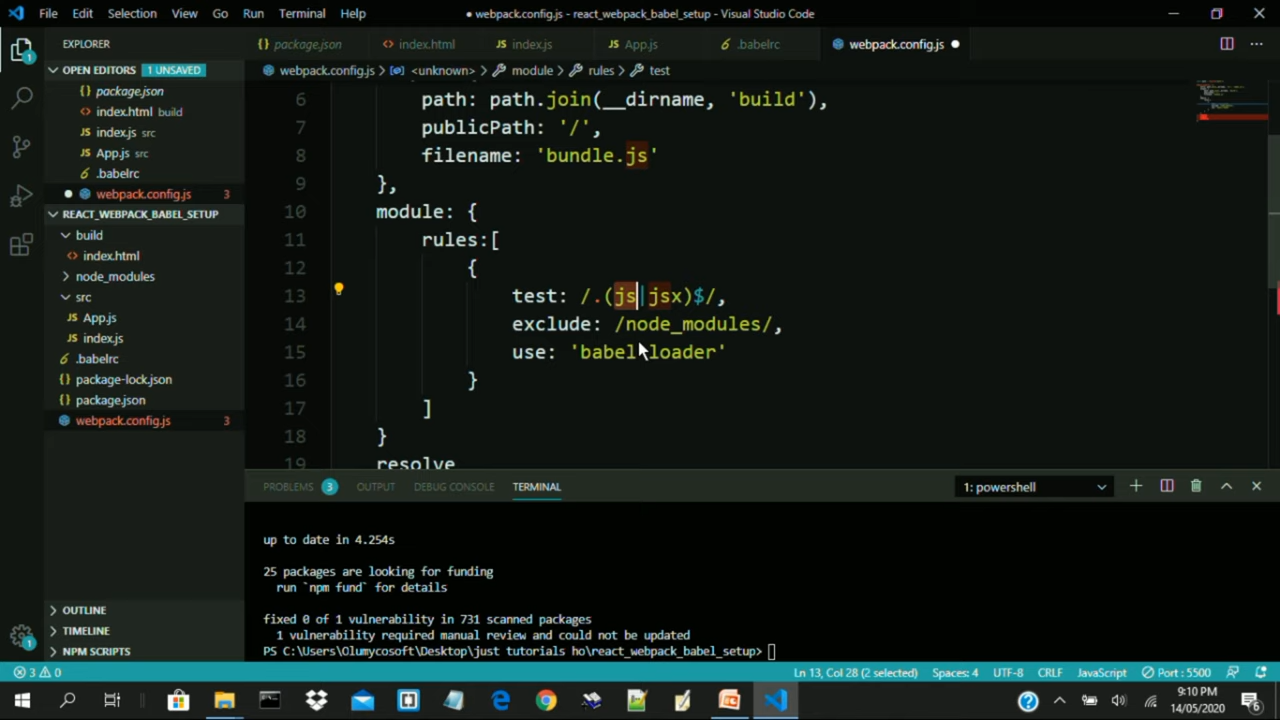 File Edit Selection View Go Run Terminal Help
● webpack.config.js - react_webpack_babel_setup - Visual Studio Code
EXPLORER
package.json
index.html
index.js
App.js
.babelrc
webpack.config.js ●
OPEN EDITORS 1 UNSAVED
webpack.config.js > <unknown> > module > rules > test
package.json
index.html build
index.js src
App.js src
.babelrc
webpack.config.js 3
REACT_WEBPACK_BABEL_SETUP
build
index.html
node_modules
src
App.js
index.js
.babelrc
package-lock.json
package.json
webpack.config.js 3
OUTLINE
TIMELINE
NPM SCRIPTS
6 path: path.join(__dirname, 'build'),
7 publicPath: '/',
8 filename: 'bundle.js'
9 },
10 module: {
11 rules:[
12 {
13 test: /.(js|jsx)$/,
14 exclude: /node_modules/,
15 use: 'babel-loader'
16 }
17 ]
18 }
19 resolve
PROBLEMS 3 OUTPUT DEBUG CONSOLE TERMINAL
1: powershell
up to date in 4.254s
25 packages are looking for funding
run `npm fund` for details
fixed 0 of 1 vulnerability in 731 scanned packages
1 vulnerability required manual review and could not be updated
PS C:\Users\Olumycosoft\Desktop\just tutorials ho\react_webpack_babel_setup>
3 0
Ln 13, Col 28 (2 selected) Spaces: 4 UTF-8 CRLF JavaScript Port : 5500
9:10 PM
14/05/2020
6